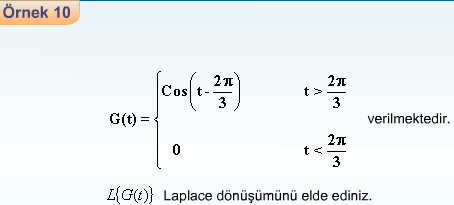 Örnek 10
Cos(t-2π/3) t > 2π/3
G(t) = { verilmektedir.
0 t < 2π/3
L{G(t)} Laplace dönüşümünü elde ediniz.